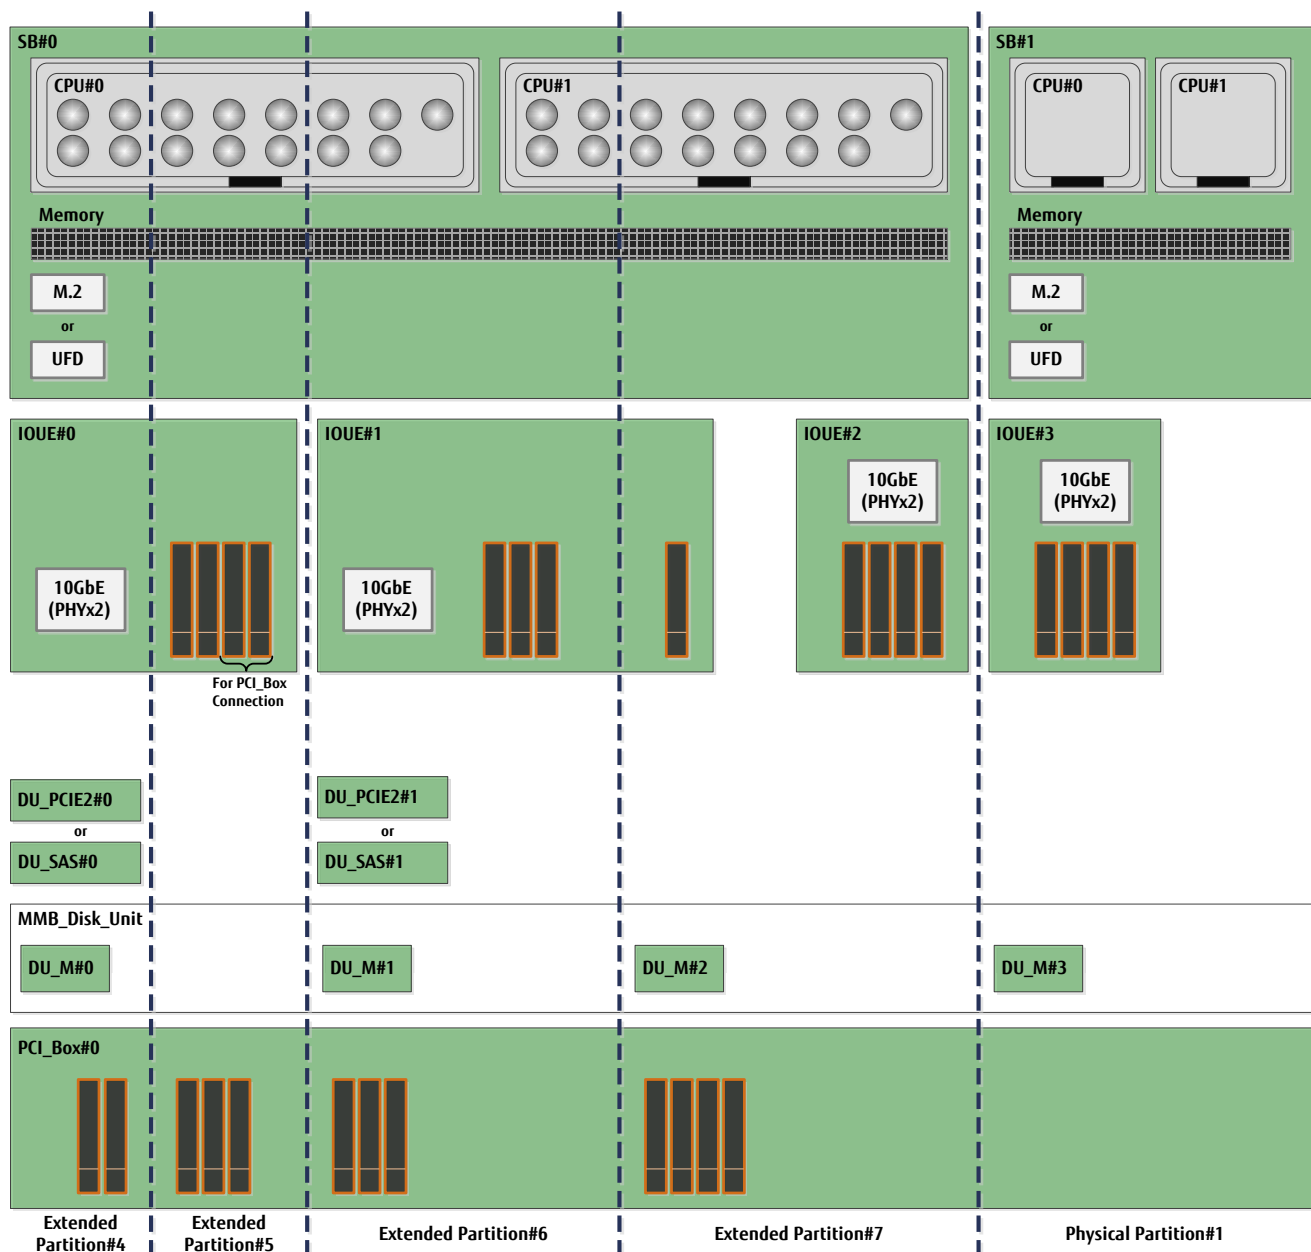 SB#0
SB#1
CPU#0
CPU#1
CPU#0
CPU#1
Memory
Memory
M.2
or
UFD
M.2
or
UFD
IOUE#0
IOUE#1
IOUE#2
IOUE#3
10GbE
(PHYx2)
10GbE
(PHYx2)
10GbE
(PHYx2)
10GbE
(PHYx2)
For PCI_Box
Connection
DU_PCIE2#0
or
DU_SAS#0
DU_PCIE2#1
or
DU_SAS#1
MMB_Disk_Unit
DU_M#0
DU_M#1
DU_M#2
DU_M#3
PCI_Box#0
Extended
Partition#4
Extended
Partition#5
Extended Partition#6
Extended Partition#7
Physical Partition#1